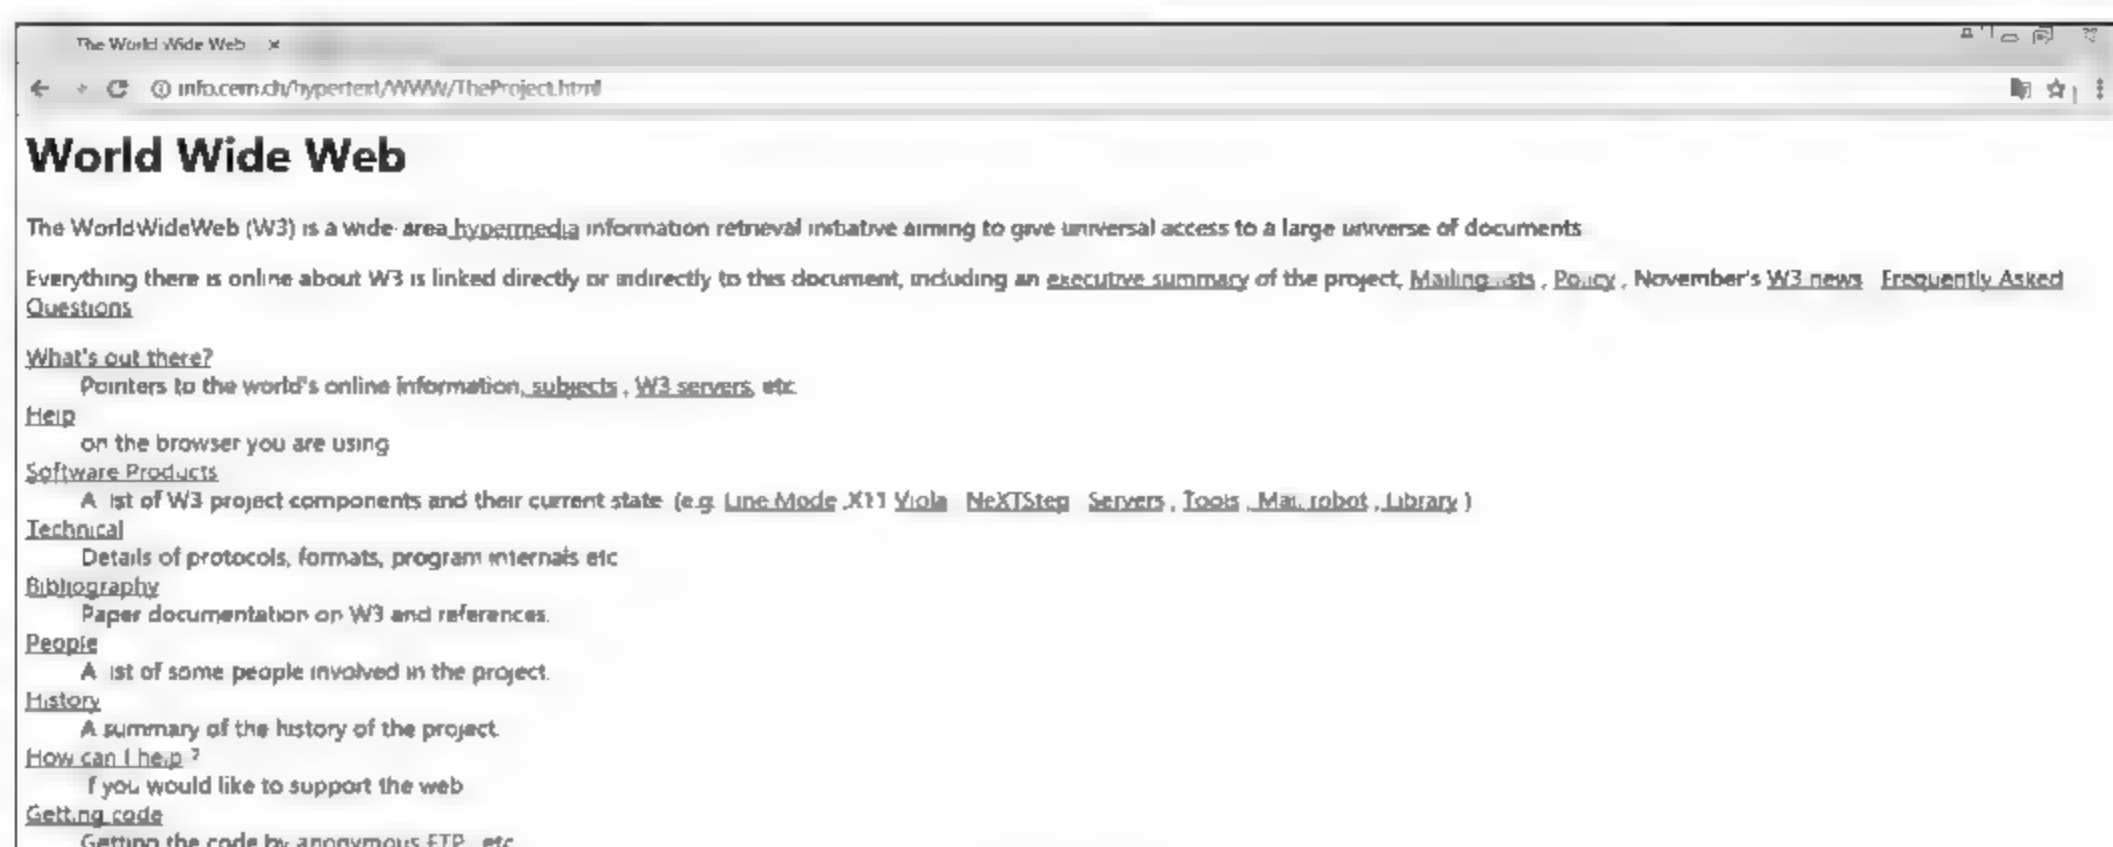 The World Wide Web ×
info.cern.ch/hypertext/WWW/TheProject.html
World Wide Web
The WorldWideWeb (W3) is a wide-area hypermedia information retrieval initiative aiming to give universal access to a large universe of documents
Everything there is online about W3 is linked directly or indirectly to this document, including an executive summary of the project, Mailing lists , Policy , November's W3 news Frequently Asked
Questions
What's out there?
Pointers to the world's online information, subjects , W3 servers, etc
Help
on the browser you are using
Software Products
A list of W3 project components and their current state (e.g. Line Mode ,X11 Viola NeXTStep Servers , Tools , Mail robot , Library )
Technical
Details of protocols, formats, program internals etc
Bibliography
Paper documentation on W3 and references.
People
A list of some people involved in the project.
History
A summary of the history of the project.
How can I help ?
If you would like to support the web
Getting code
Getting the code by anonymous FTP , etc